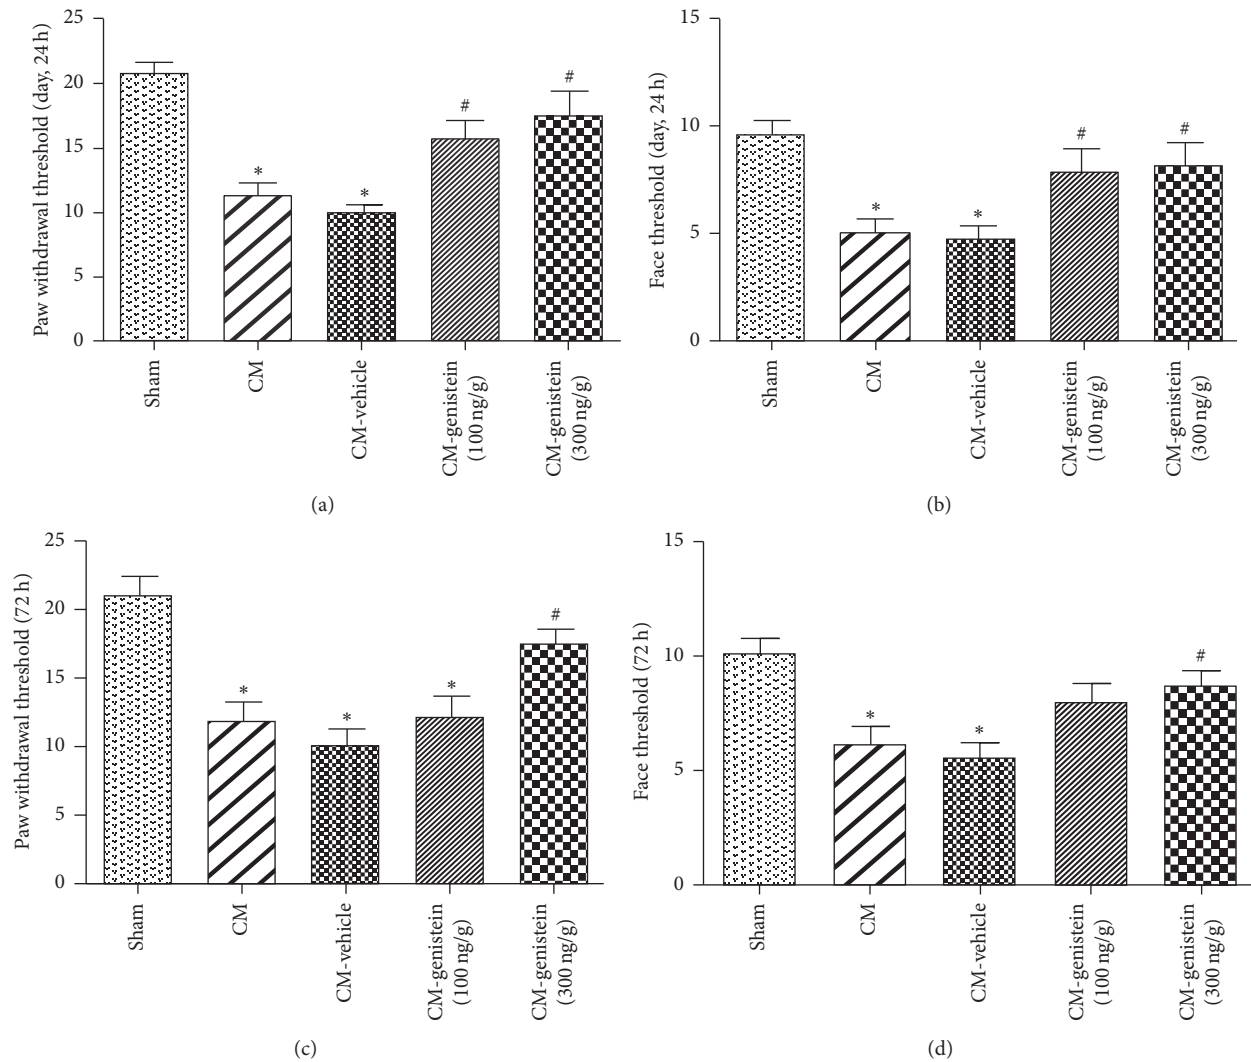 Paw withdrawal threshold (day, 24 h)
25
20
15
10
5
0
*
*
#
#
Sham
CM
CM-vehicle
CM-genistein
(100 ng/g)
CM-genistein
(300 ng/g)
(a)
Face threshold (day, 24 h)
15
10
5
0
*
*
#
#
Sham
CM
CM-vehicle
CM-genistein
(100 ng/g)
CM-genistein
(300 ng/g)
(b)
Paw withdrawal threshold (72 h)
25
20
15
10
5
0
*
*
*
#
Sham
CM
CM-vehicle
CM-genistein
(100 ng/g)
CM-genistein
(300 ng/g)
(c)
Face threshold (72 h)
15
10
5
0
*
*
#
Sham
CM
CM-vehicle
CM-genistein
(100 ng/g)
CM-genistein
(300 ng/g)
(d)